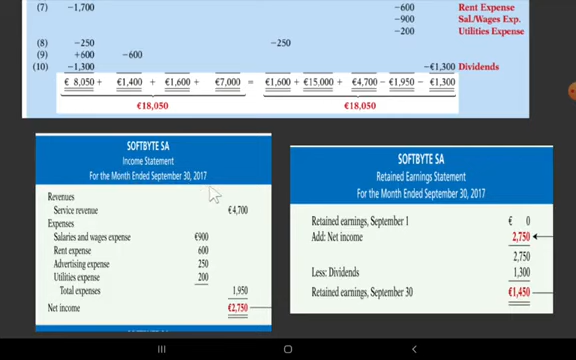 (7) −1,700 −600 Rent Expense
−900 Sal./Wages Exp.
−200 Utilities Expense
(8) −250 −250
(9) +600 −600
(10) −1,300 −€1,300 Dividends
€ 8,050 + €1,400 + €1,600 + €7,000 = €1,600 + €15,000 + €4,700 − €1,950 − €1,300
€18,050 €18,050
SOFTBYTE SA
Income Statement
For the Month Ended September 30, 2017
Revenues
Service revenue €4,700
Expenses
Salaries and wages expense €900
Rent expense 600
Advertising expense 250
Utilities expense 200
Total expenses 1,950
Net income €2,750
SOFTBYTE SA
Retained Earnings Statement
For the Month Ended September 30, 2017
Retained earnings, September 1 € 0
Add: Net income 2,750
2,750
Less: Dividends 1,300
Retained earnings, September 30 €1,450